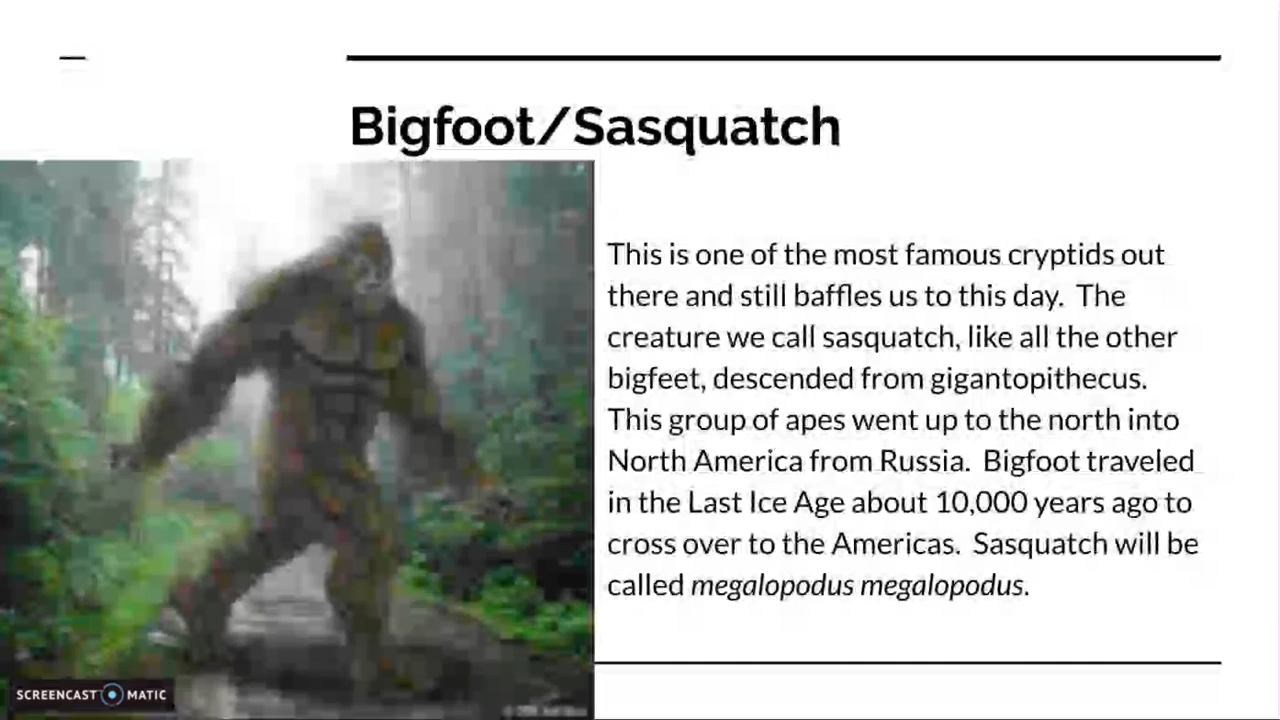 Bigfoot/Sasquatch
This is one of the most famous cryptids out
there and still baffles us to this day. The
creature we call sasquatch, like all the other
bigfeet, descended from gigantopithecus.
This group of apes went up to the north into
North America from Russia. Bigfoot traveled
in the Last Ice Age about 10,000 years ago to
cross over to the Americas. Sasquatch will be
called megalopodus megalopodus.
SCREENCAST MATIC